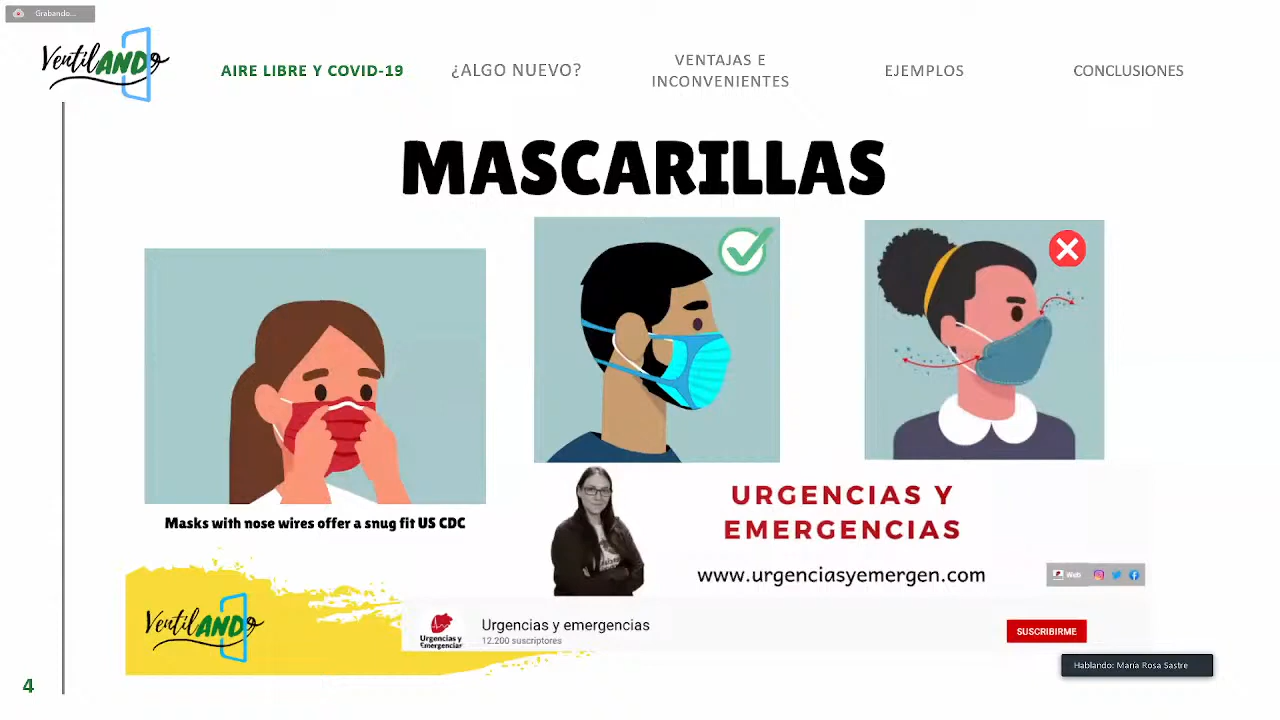 Grabando...
VentilANDo
AIRE LIBRE Y COVID-19
¿ALGO NUEVO?
VENTAJAS E
INCONVENIENTES
EJEMPLOS
CONCLUSIONES
MASCARILLAS
Masks with nose wires offer a snug fit US CDC
URGENCIAS Y
EMERGENCIAS
www.urgenciasyemergen.com
Web
VentilANDo
Urgencias y
Emergencias
Urgencias y emergencias
12.200 suscriptores
SUSCRIBIRME
Hablando: María Rosa Sastre
4